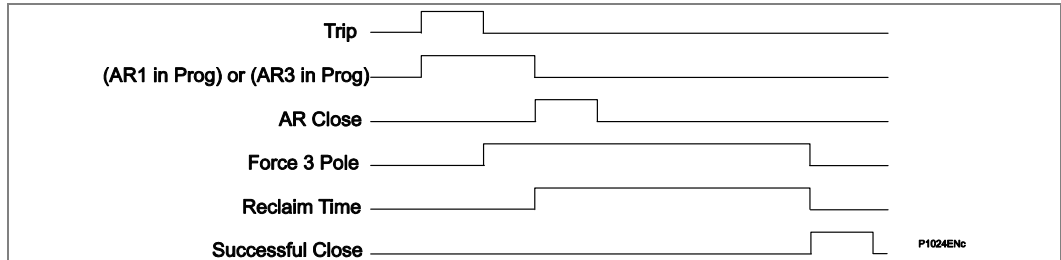 Trip
(AR1 in Prog) or (AR3 in Prog)
AR Close
Force 3 Pole
Reclaim Time
Successful Close
P1024ENc